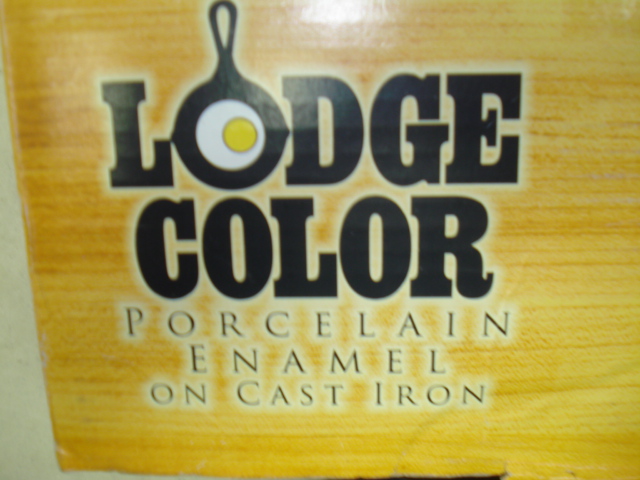 LODGE
COLOR
PORCELAIN
ENAMEL
ON CAST IRON